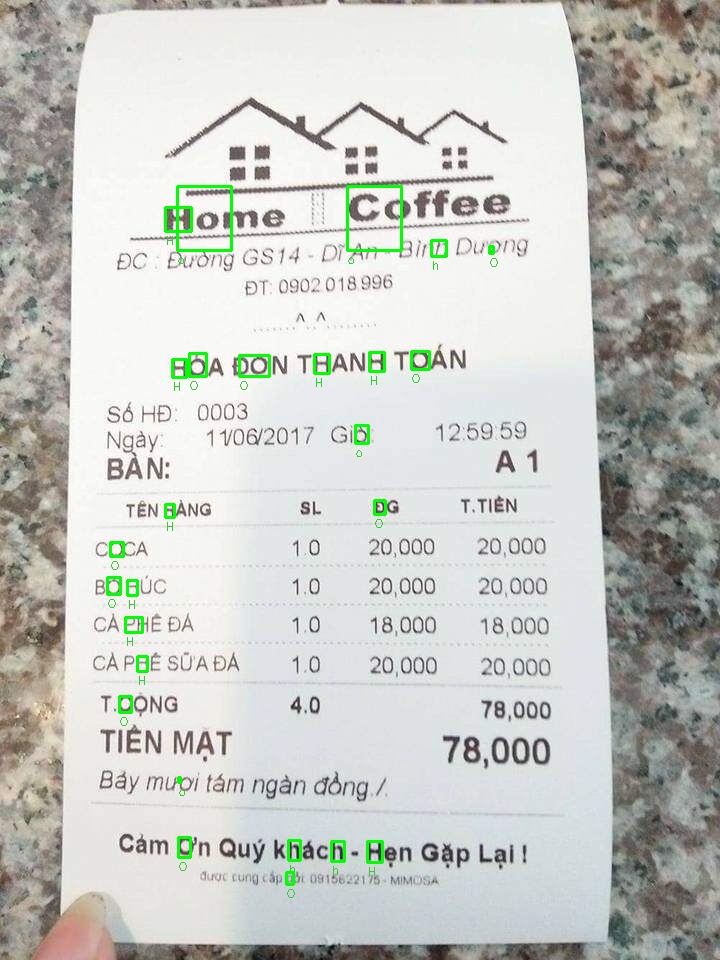 Home Coffee
ĐC : Đường GS14 - Dĩ An - Bình Dương
ĐT: 0902.018.996
.......^.^........
HÓA ĐƠN THANH TOÁN
Số HĐ: 0003
Ngày: 11/06/2017 Giờ: 12:59:59
BÀN: A 1
TÊN HÀNG SL ĐG T.TIỀN
COCA 1.0 20,000 20,000
BÒ HÚC 1.0 20,000 20,000
CÀ PHÊ ĐÁ 1.0 18,000 18,000
CÀ PHÊ SỮA ĐÁ 1.0 20,000 20,000
T.CỘNG 4.0 78,000
TIỀN MẶT 78,000
Bảy mươi tám ngàn đồng./.
Cảm Ơn Quý khách - Hẹn Gặp Lại !
được cung cấp bởi: 0915622175 - MIMOSA